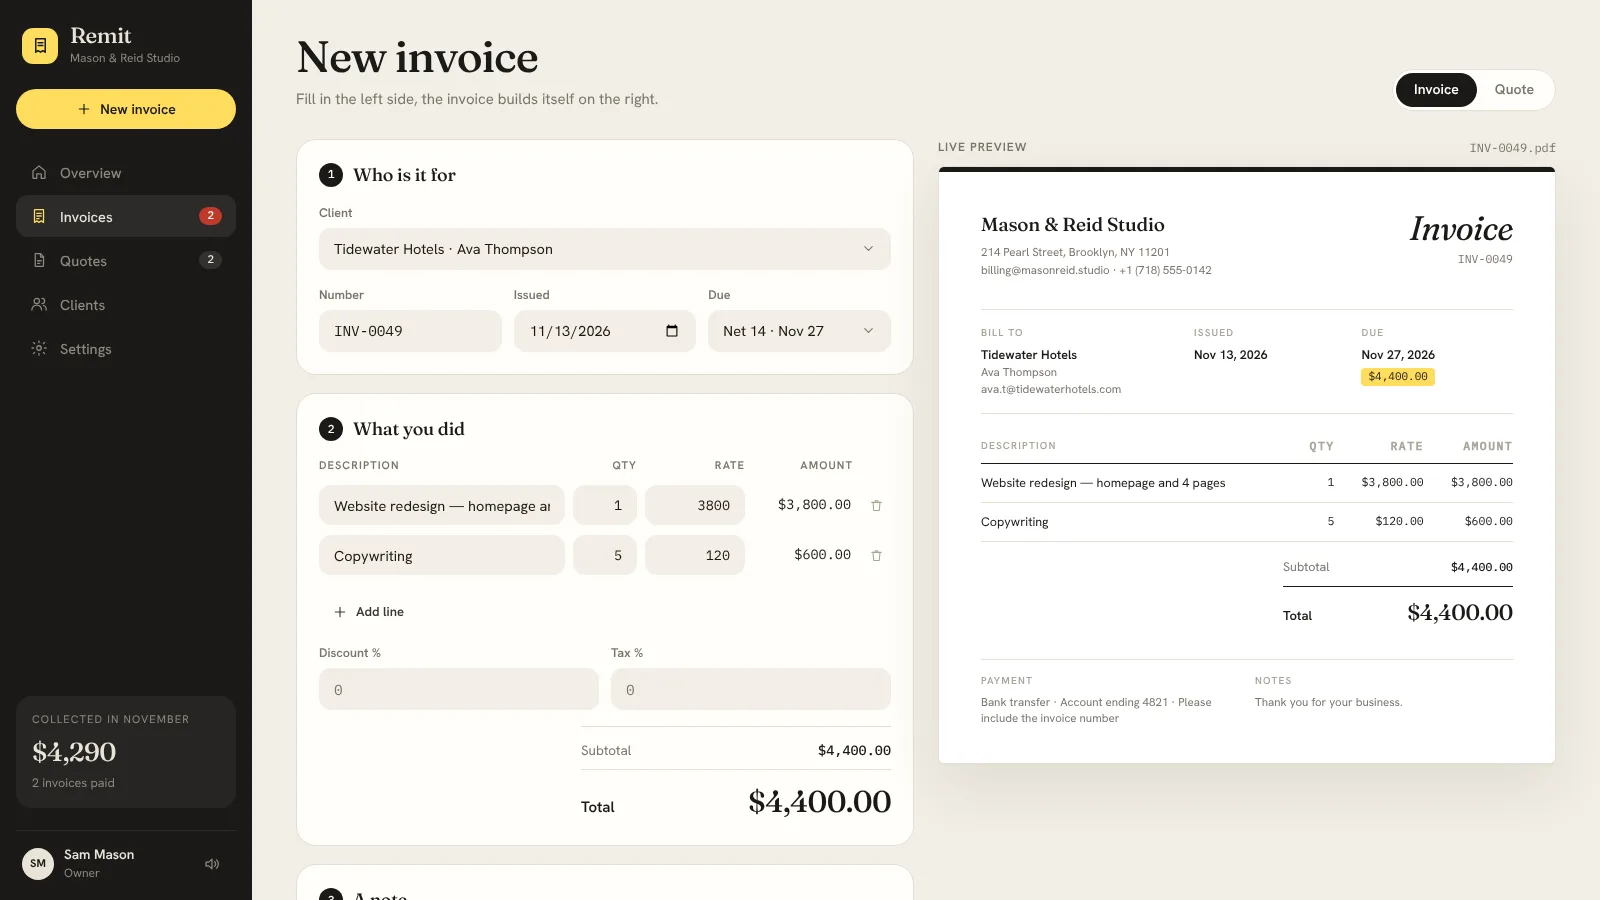 Remit
Mason & Reid Studio
New invoice
Overview
Invoices 2
Quotes 2
Clients
Settings
COLLECTED IN NOVEMBER
$4,290
2 invoices paid
SM
Sam Mason
Owner
New invoice
Fill in the left side, the invoice builds itself on the right.
Invoice Quote
1 Who is it for
Client
Tidewater Hotels · Ava Thompson
Number Issued Due
INV-0049 11/13/2026 Net 14 · Nov 27
2 What you did
DESCRIPTION QTY RATE AMOUNT
Website redesign — homepage ar 1 3800 $3,800.00
Copywriting 5 120 $600.00
Add line
Discount % Tax %
0 0
Subtotal $4,400.00
Total $4,400.00
3 A note
LIVE PREVIEW INV-0049.pdf
Mason & Reid Studio Invoice
214 Pearl Street, Brooklyn, NY 11201 INV-0049
billing@masonreid.studio · +1 (718) 555-0142
BILL TO ISSUED DUE
Tidewater Hotels Nov 13, 2026 Nov 27, 2026
Ava Thompson $4,400.00
ava.t@tidewaterhotels.com
DESCRIPTION QTY RATE AMOUNT
Website redesign — homepage and 4 pages 1 $3,800.00 $3,800.00
Copywriting 5 $120.00 $600.00
Subtotal $4,400.00
Total $4,400.00
PAYMENT NOTES
Bank transfer · Account ending 4821 · Please Thank you for your business.
include the invoice number